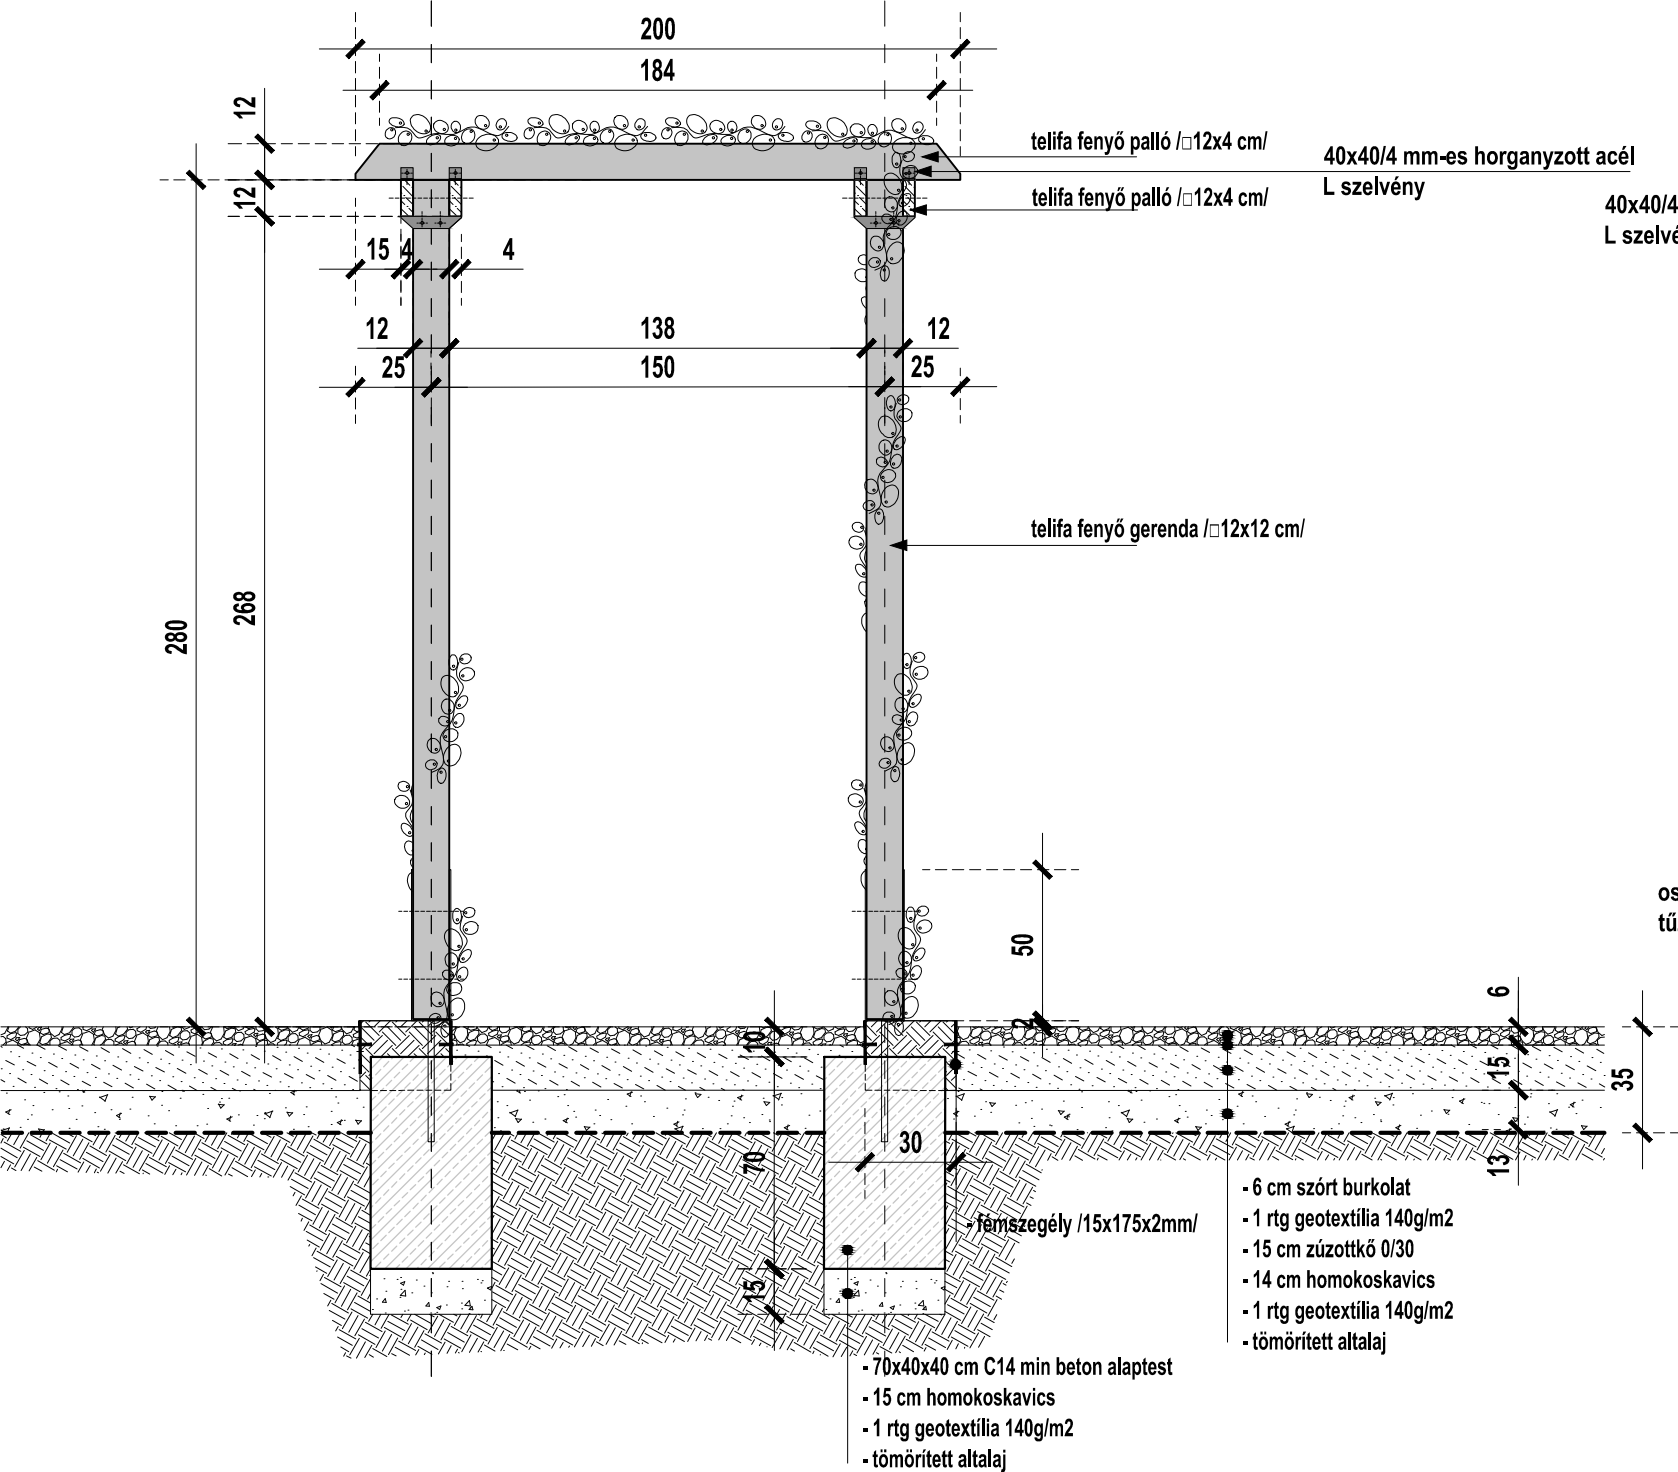 200
184
12
telifa fenyő palló /□12x4 cm/
40x40/4 mm-es horganyzott acél
L szelvény
12
telifa fenyő palló /□12x4 cm/
40x40/4
L szelvé
15 4 4
12 138 12
25 150 25
telifa fenyő gerenda /□12x12 cm/
280
268
50
os
tű
6
2
10
15
35
30
70
13
- 6 cm szórt burkolat
- 1 rtg geotextília 140g/m2
- 15 cm zúzottkő 0/30
- 14 cm homokoskavics
- 1 rtg geotextília 140g/m2
- tömörített altalaj
- fémszegély /15x175x2mm/
15
- 70x40x40 cm C14 min beton alaptest
- 15 cm homokoskavics
- 1 rtg geotextília 140g/m2
- tömörített altalaj